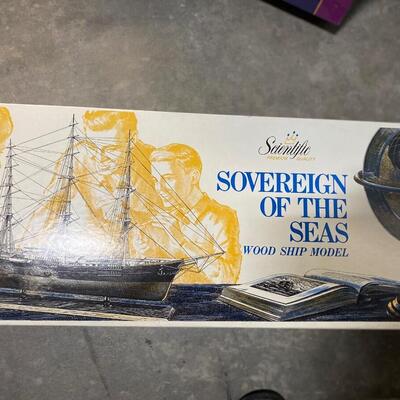 Scientific
PREMIUM QUALITY
SOVEREIGN
OF THE
SEAS
WOOD SHIP MODEL